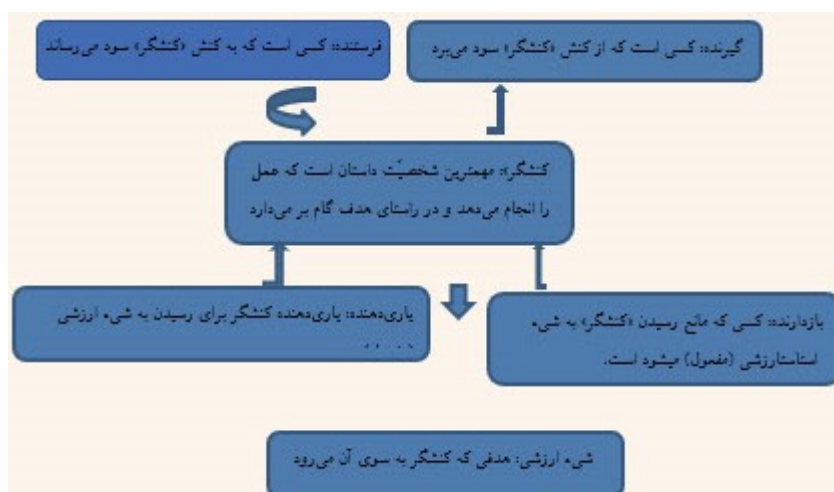 گیرنده: کسی است که از کنش «کنشگر» سود می‌برد
فرستنده: کسی است که به کنش «کنشگر» سود می‌رساند
کنشگر»: مهمترین شخصیّت داستان است که عمل
را انجام می‌دهد و در راستای هدف گام بر می‌دارد
بازدارنده: کسی که مانع رسیدن «کنشگر» به شیء
استاستارزشی (مفعول) میشود است.
یاری‌دهنده: یاری‌دهنده کنشگر برای رسیدن به شیء ارزشی
شیء ارزشی: هدفی که کنشگر به سوی آن می‌رود